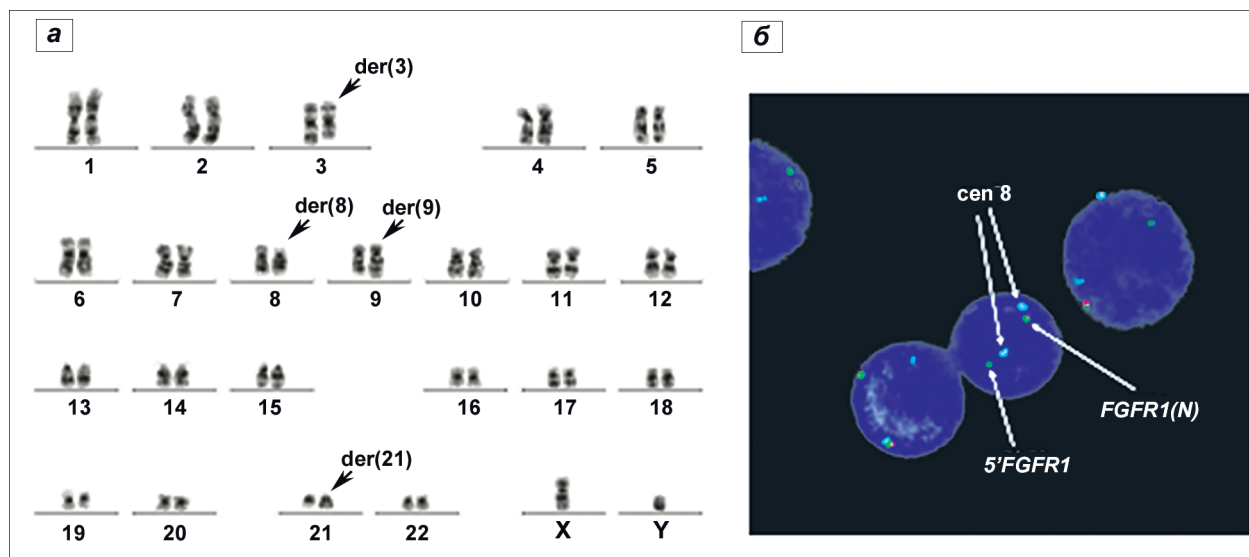 а
der(3)
1 2 3 4 5
der(8) der(9)
6 7 8 9 10 11 12
13 14 15 16 17 18
der(21)
19 20 21 22 X Y
б
cen 8
FGFR1(N)
5'FGFR1